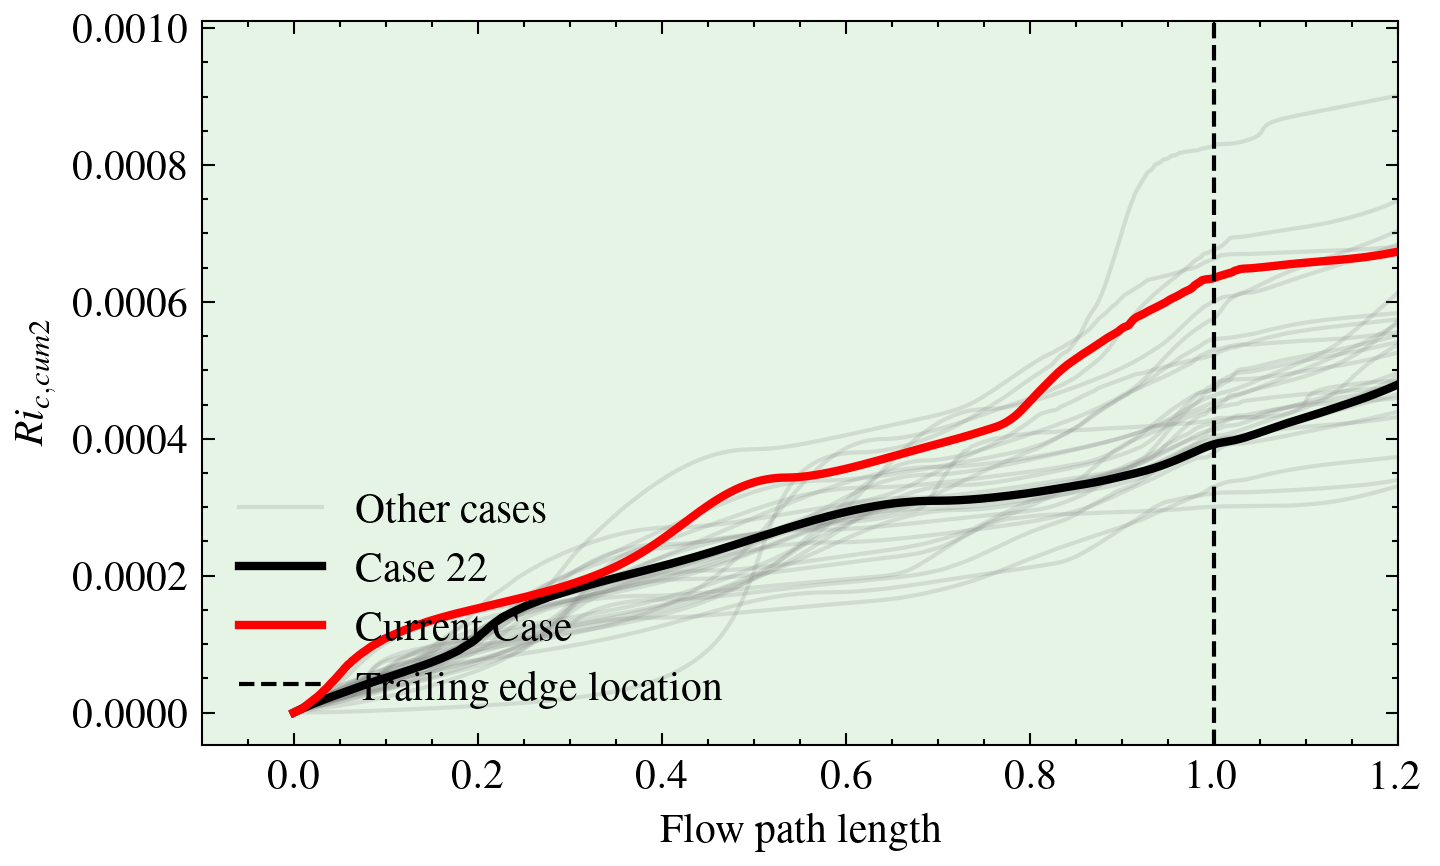 0.0010
0.0008
0.0006
0.0004
0.0002
0.0000
Ri_{c,cum2}
Other cases
Case 22
Current Case
Trailing edge location
0.0 0.2 0.4 0.6 0.8 1.0 1.2
Flow path length